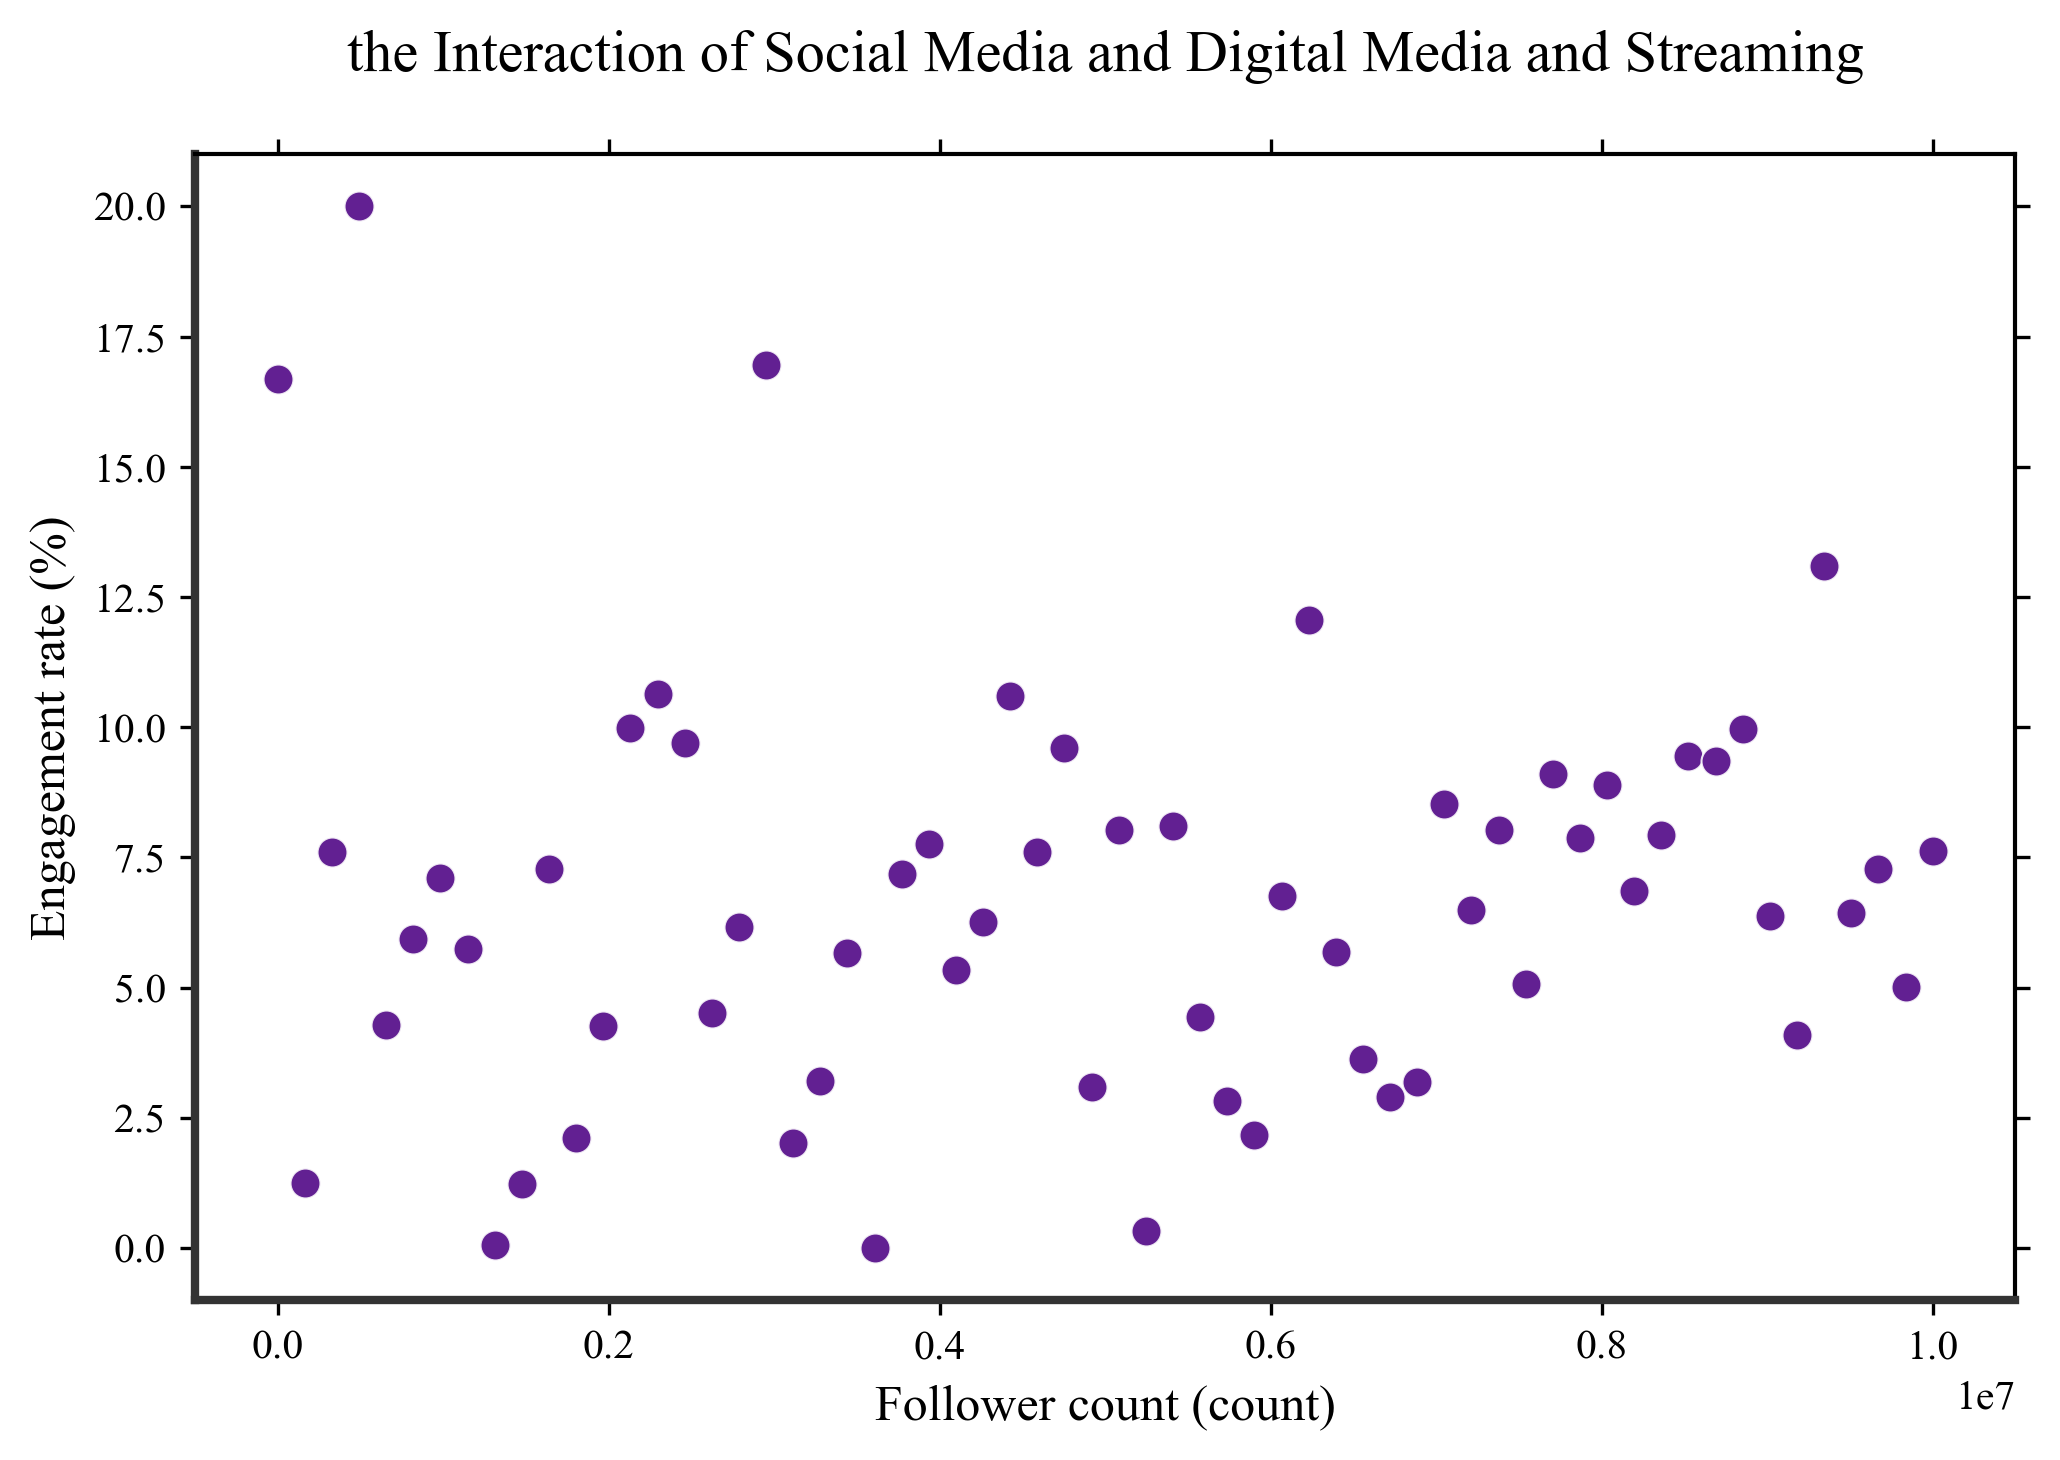 the Interaction of Social Media and Digital Media and Streaming
20.0
17.5
15.0
12.5
10.0
7.5
5.0
2.5
0.0
Engagement rate (%)
0.0 0.2 0.4 0.6 0.8 1.0
1e7
Follower count (count)